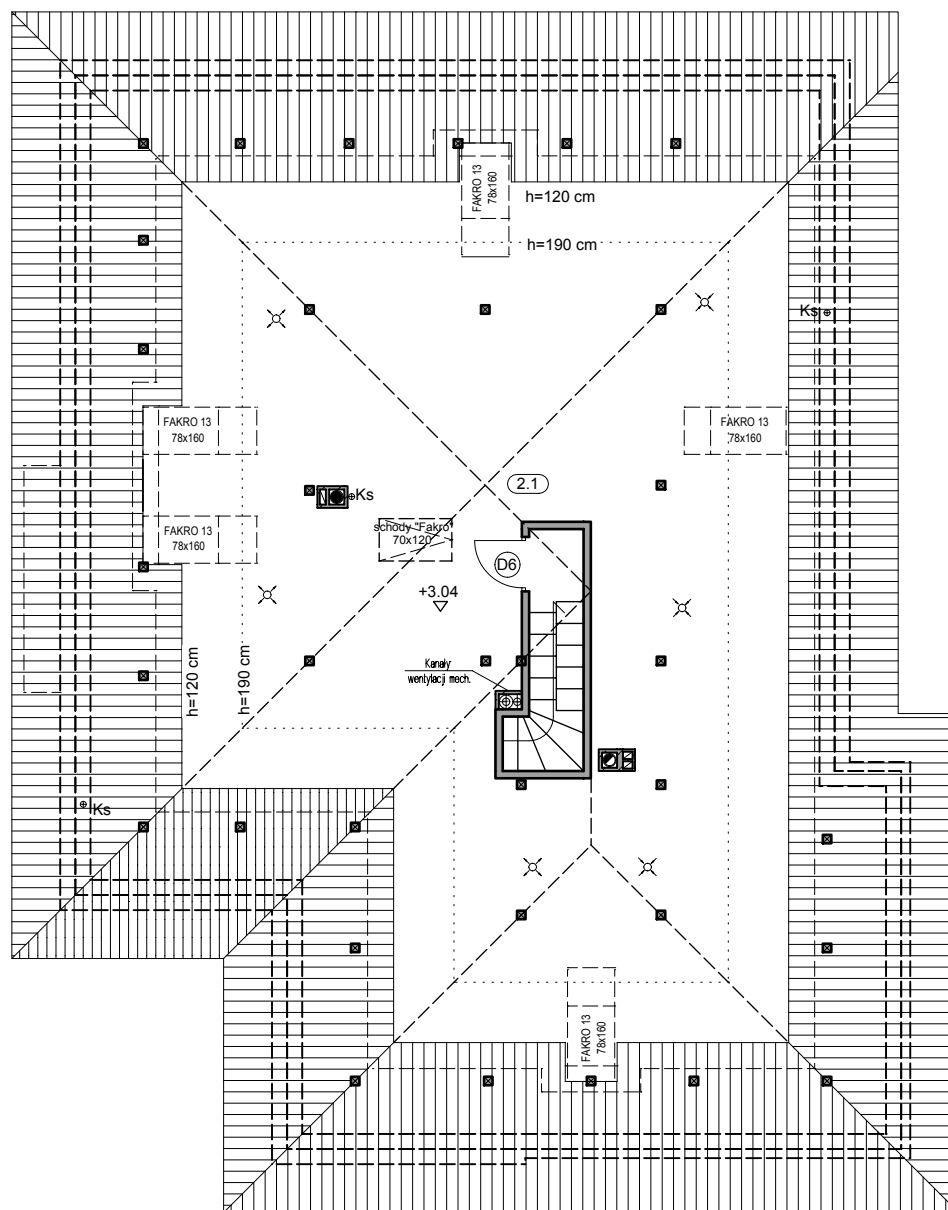 FAKRO 13
78x160
h=120 cm
h=190 cm
Ks
FAKRO 13
78x160
FAKRO 13
78x160
2.1
Ks
schody "Fakro"
70x120
FAKRO 13
78x160
D6
+3.04
Kanały
wentylacji mech.
h=120 cm
h=190 cm
Ks
FAKRO 13
78x160